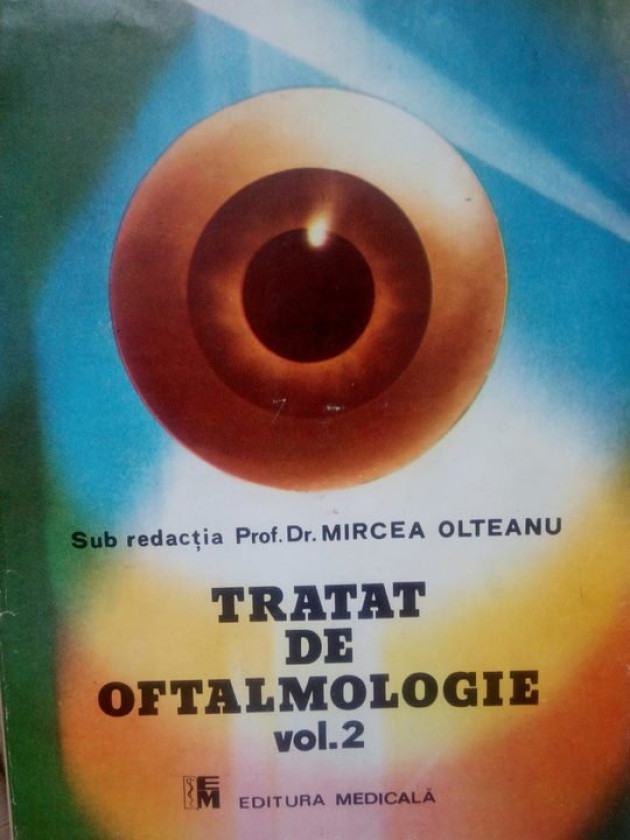 Sub redacția Prof. Dr. MIRCEA OLTEANU
TRATAT
DE
OFTALMOLOGIE
vol.2
EM EDITURA MEDICALĂ